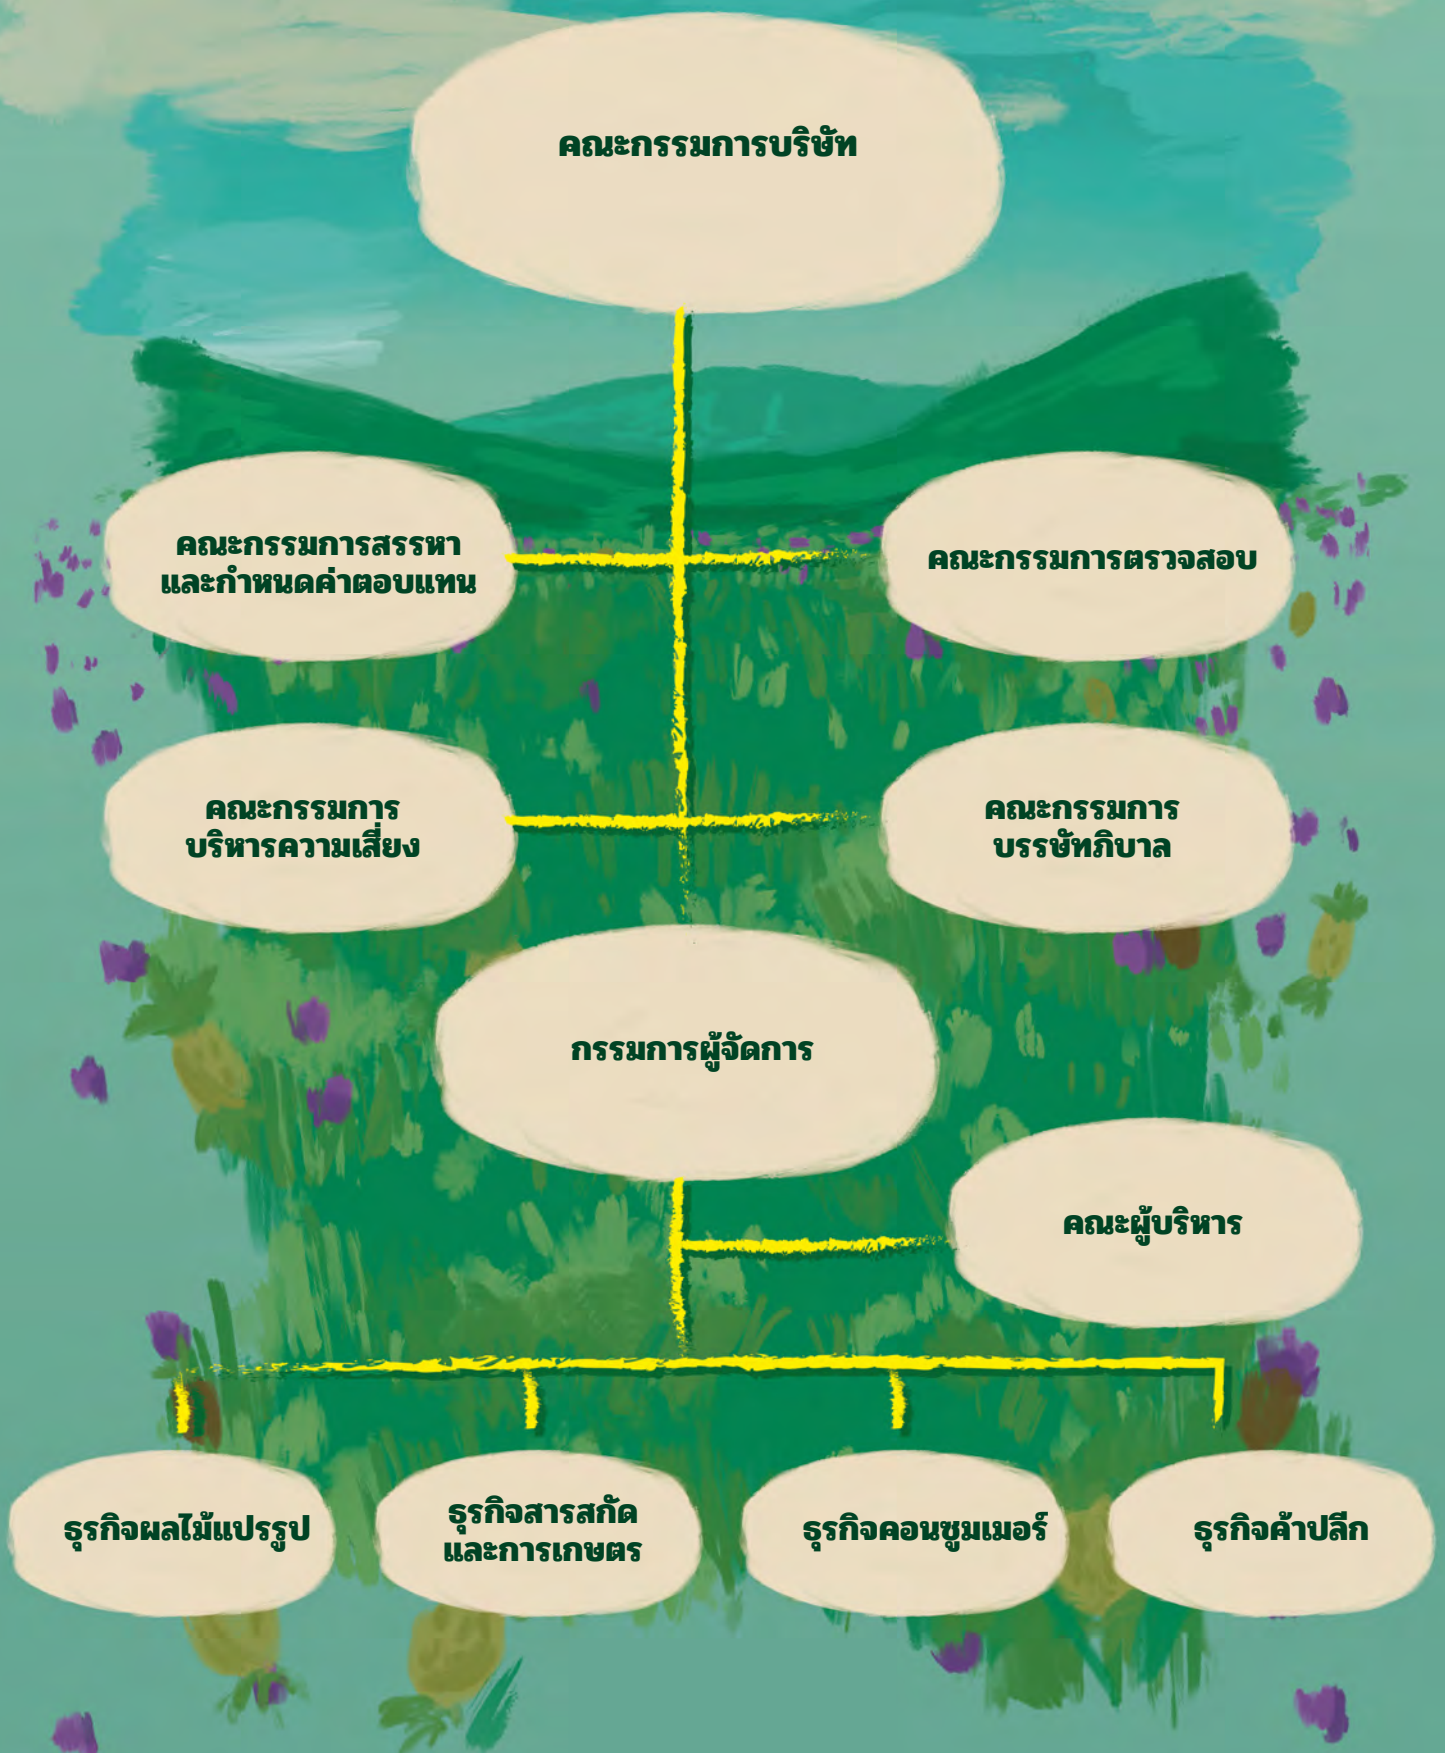 คณะกรรมการบริษัท
คณะกรรมการสรรหา
และกำหนดค่าตอบแทน
คณะกรรมการตรวจสอบ
คณะกรรมการ
บริหารความเสี่ยง
คณะกรรมการ
บรรษัทภิบาล
กรรมการผู้จัดการ
คณะผู้บริหาร
ธุรกิจผลไม้แปรรูป
ธุรกิจสารสกัด
และการเกษตร
ธุรกิจคอนซูมเมอร์
ธุรกิจค้าปลีก